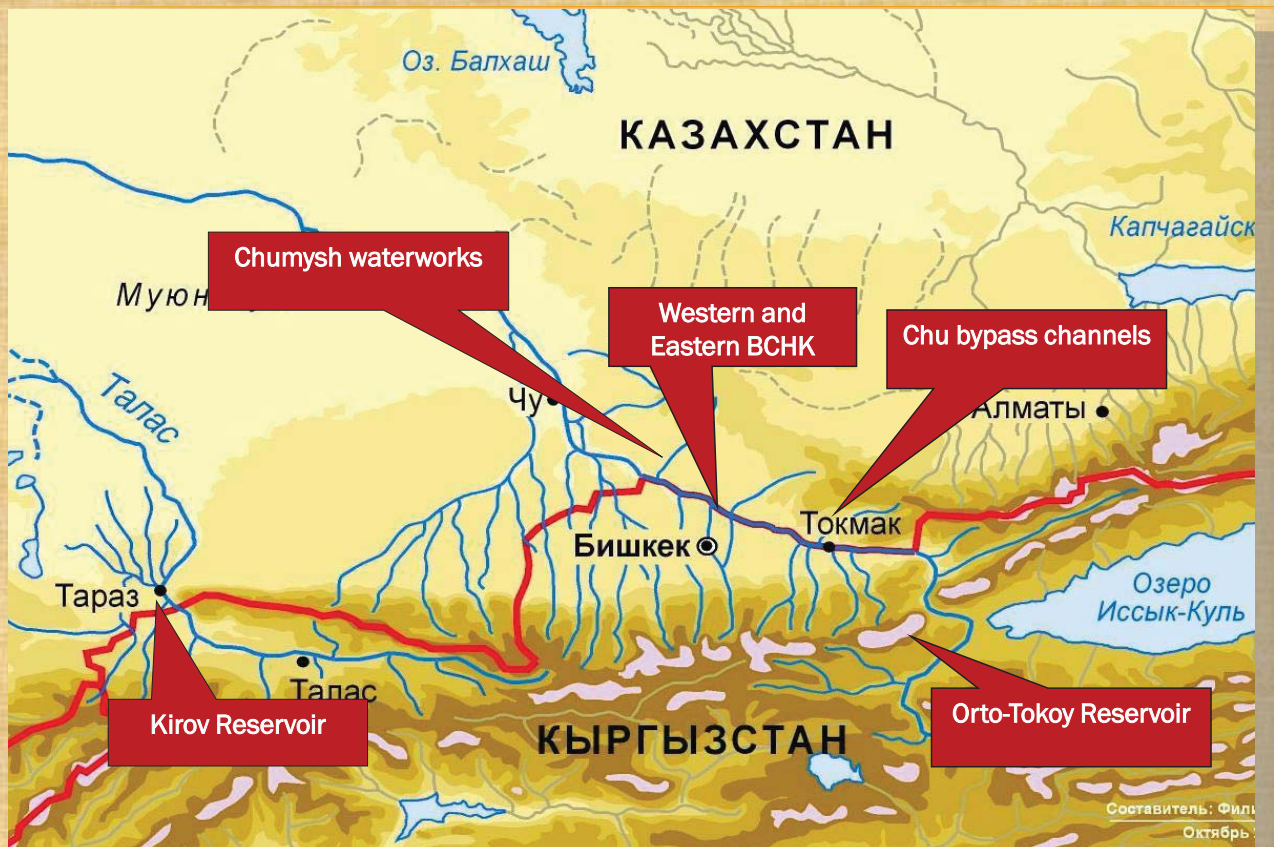 Оз. Балхаш
КАЗАХСТАН
Капчагайск
Chumysh waterworks
Муюн
Western and
Eastern BCHK
Chu bypass channels
Талас
Чу
Алматы
Токмак
Бишкек
Тараз
Озеро
Иссык-Куль
Талас
Kirov Reservoir
Orto-Tokoy Reservoir
КЫРГЫЗСТАН
Составитель: Фили
Октябрь